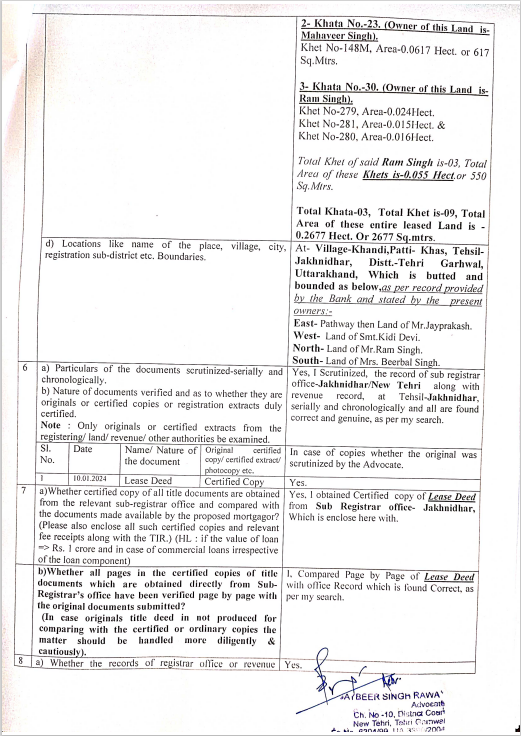 2- Khata No.-23. (Owner of this Land is-
Mahaveer Singh).
Khet No-148M, Area-0.0617 Hect. or 617
Sq.Mtrs.
3- Khata No.-30. (Owner of this Land is-
Ram Singh).
Khet No-279, Area-0.024Hect.
Khet No-281, Area-0.015Hect. &
Khet No-280, Area-0.016Hect.
Total Khet of said Ram Singh is-03, Total
Area of these Khets is-0.055 Hect.or 550
Sq.Mtrs.
Total Khata-03, Total Khet is-09, Total
Area of these entire leased Land is -
0.2677 Hect. Or 2677 Sq.mtrs.
d) Locations like name of the place, village, city,
registration sub-district etc. Boundaries.
At- Village-Khandi,Patti- Khas, Tehsil-
Jakhnidhar, Distt.-Tehri Garhwal,
Uttarakhand, Which is butted and
bounded as below,as per record provided
by the Bank and stated by the present
owners:-
East- Pathway then Land of Mr.Jayprakash.
West- Land of Smt.Kidi Devi.
North- Land of Mr.Ram Singh.
South- Land of Mrs. Beerbal Singh.
6
a) Particulars of the documents scrutinized-serially and
chronologically.
b) Nature of documents verified and as to whether they are
originals or certified copies or registration extracts duly
certified.
Note : Only originals or certified extracts from the
registering/ land/ revenue/ other authorities be examined.
Yes, I Scrutinized, the record of sub registrar
office-Jakhnidhar/New Tehri along with
revenue record, at Tehsil-Jakhnidhar,
serially and chronologically and all are found
correct and genuine, as per my search.
Sl.
No.
Date
Name/ Nature of
the document
Original certified
copy/ certified extract/
photocopy etc.
In case of copies whether the original was
scrutinized by the Advocate.
1
10.01.2024
Lease Deed
Certified Copy
Yes.
7
a)Whether certified copy of all title documents are obtained
from the relevant sub-registrar office and compared with
the documents made available by the proposed mortgagor?
(Please also enclose all such certified copies and relevant
fee receipts along with the TIR.) (HL : if the value of loan
=> Rs. 1 crore and in case of commercial loans irrespective
of the loan component)
Yes, I obtained Certified copy of Lease Deed
from Sub Registrar office- Jakhnidhar,
Which is enclose here with.
b)Whether all pages in the certified copies of title
documents which are obtained directly from Sub-
Registrar's office have been verified page by page with
the original documents submitted?
(In case originals title deed in not produced for
comparing with the certified or ordinary copies the
matter should be handled more diligently &
cautiously).
I, Compared Page by Page of Lease Deed
with office Record which is found Correct, as
per my search.
8
a) Whether the records of registrar office or revenue
Yes.
BEER SINGH RAWA
Advocate
Ch. No -10, District Court
New Tehri, Tehri Garhwal